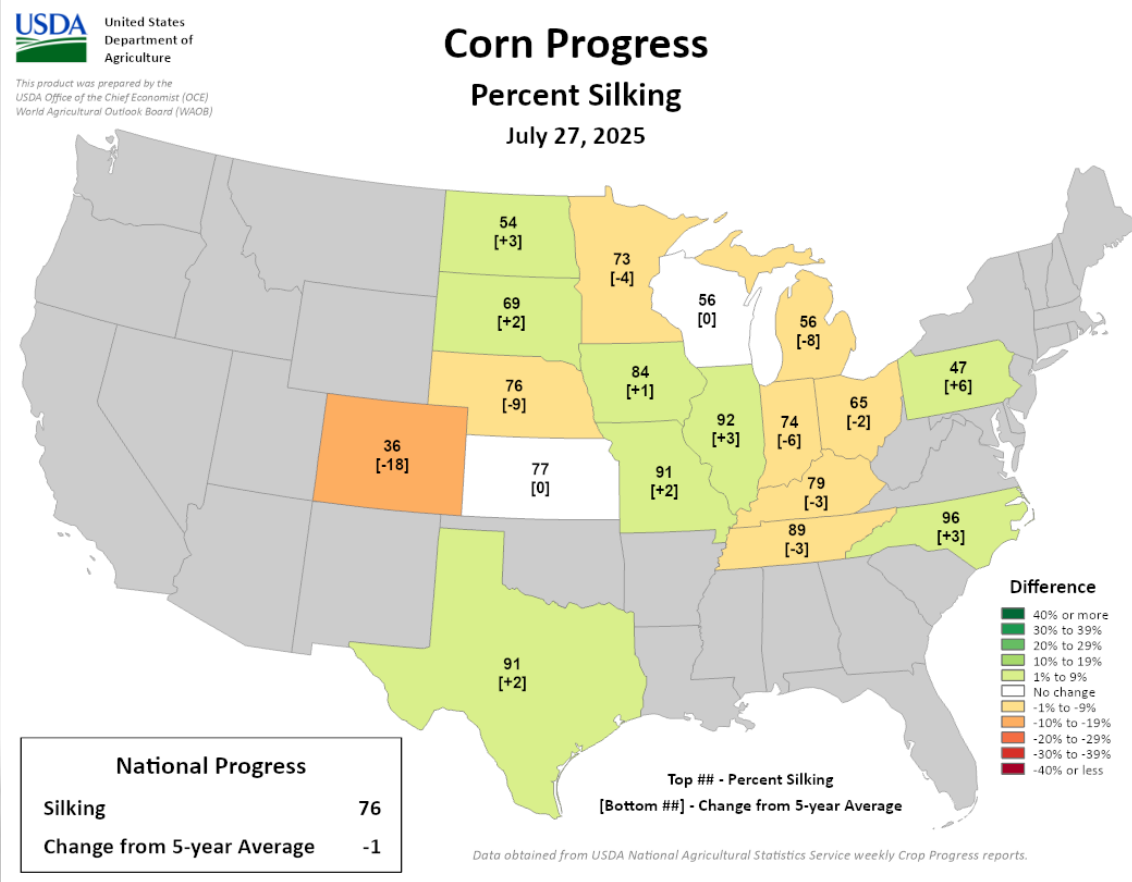 USDA
United States
Department of
Agriculture
This product was prepared by the
USDA Office of the Chief Economist (OCE)
World Agricultural Outlook Board (WAOB)
Corn Progress
Percent Silking
July 27, 2025
54
[+3]
73
[-4]
69
[+2]
56
[0]
56
[-8]
47
[+6]
76
[-9]
84
[+1]
92
[+3]
74
[-6]
65
[-2]
36
[-18]
77
[0]
91
[+2]
79
[-3]
89
[-3]
96
[+3]
91
[+2]
Difference
40% or more
30% to 39%
20% to 29%
10% to 19%
1% to 9%
No change
-1% to -9%
-10% to -19%
-20% to -29%
-30% to -39%
-40% or less
National Progress
Silking 76
Change from 5-year Average -1
Top ## - Percent Silking
[Bottom ##] - Change from 5-year Average
Data obtained from USDA National Agricultural Statistics Service weekly Crop Progress reports.